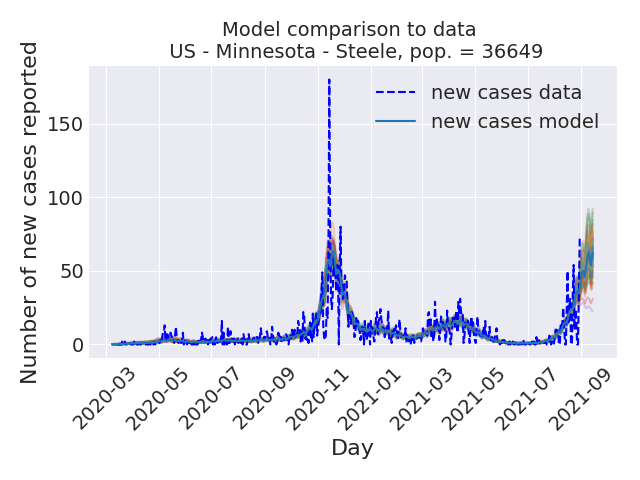 Model comparison to data
US - Minnesota - Steele, pop. = 36649
Number of new cases reported
new cases data
new cases model
150
100
50
0
2020-03
2020-05
2020-07
2020-09
2020-11
2021-01
2021-03
2021-05
2021-07
2021-09
Day